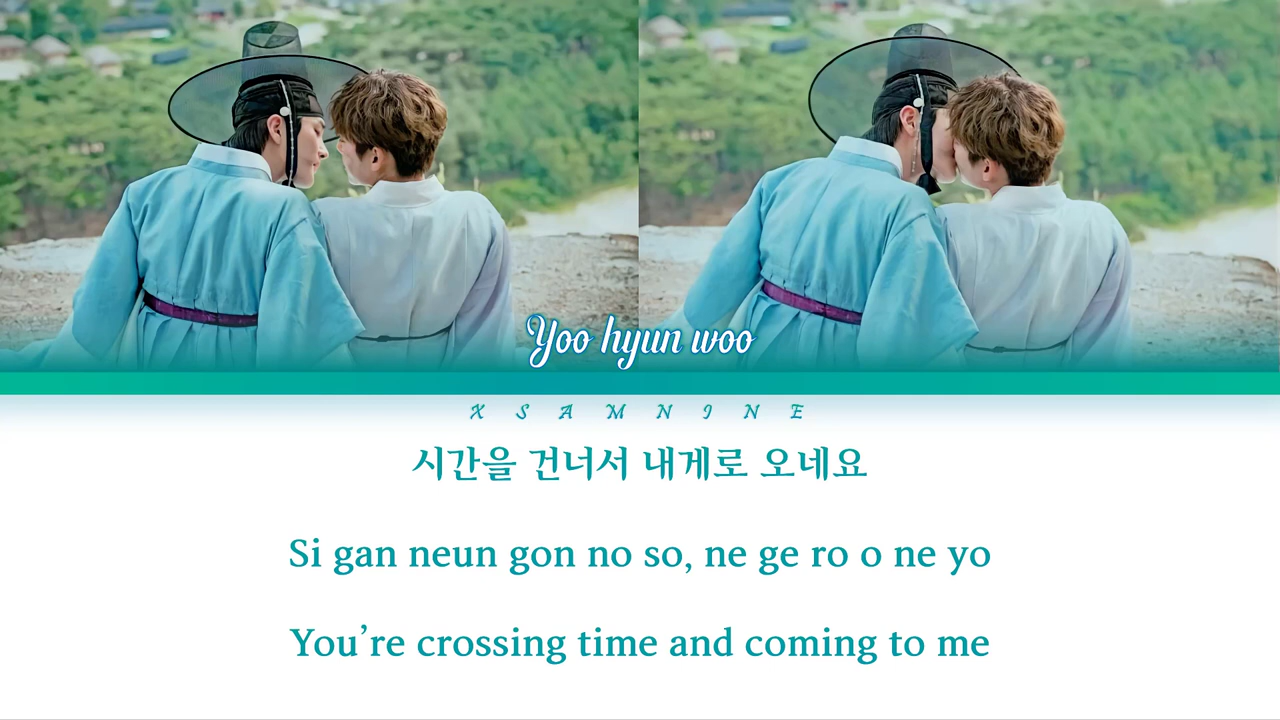 Yoo hyun woo
X S A M N I N E
시간을 건너서 내게로 오네요
Si gan neun gon no so, ne ge ro o ne yo
You're crossing time and coming to me